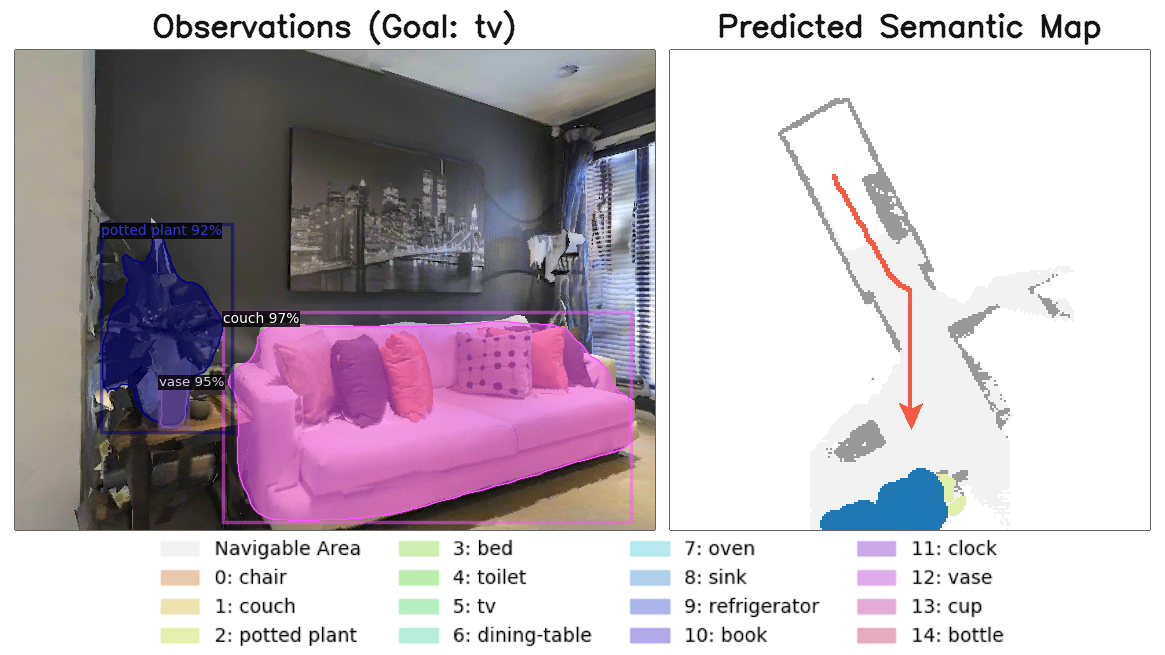 Observations (Goal: tv)
Predicted Semantic Map
potted plant 92%
couch 97%
vase 95%
Navigable Area
0: chair
1: couch
2: potted plant
3: bed
4: toilet
5: tv
6: dining-table
7: oven
8: sink
9: refrigerator
10: book
11: clock
12: vase
13: cup
14: bottle